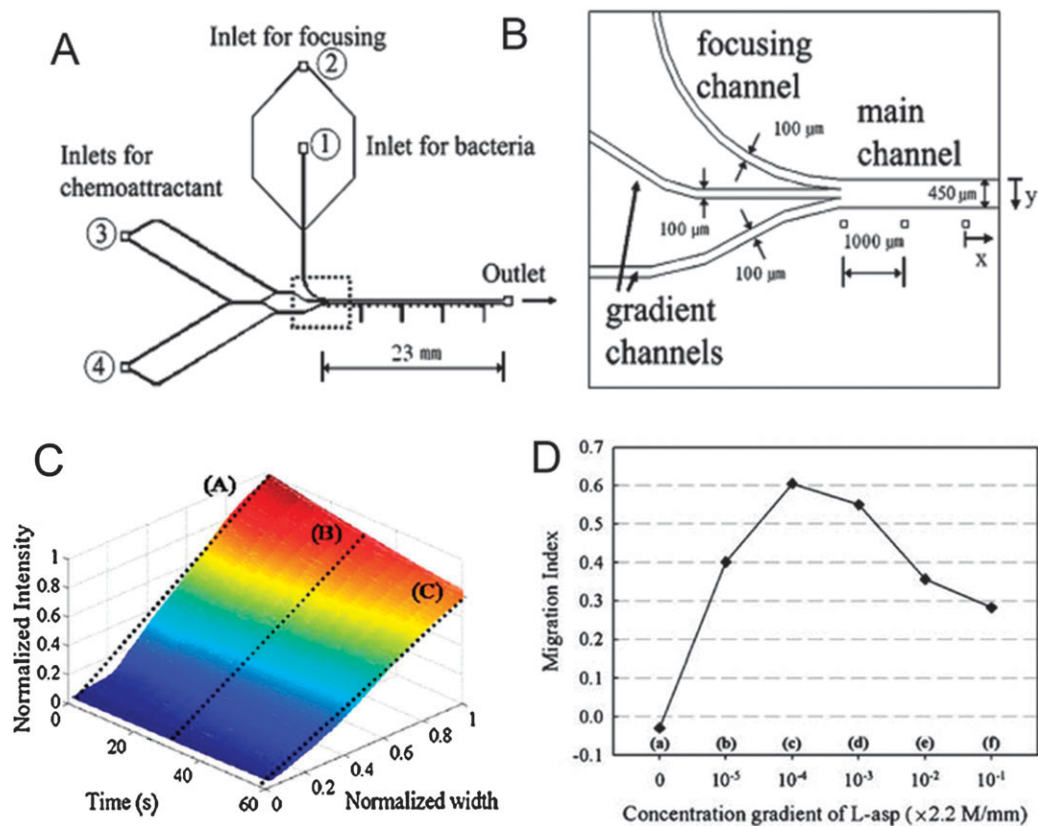 A
Inlet for focusing
②
①
Inlet for bacteria
Inlets for
chemoattractant
③
④
Outlet
23 mm
B
focusing
channel
100 μm
main
channel
450 μm
y
100 μm
1000 μm
x
100 μm
gradient
channels
C
Normalized Intensity
1
0.8
0.6
0.4
0.2
0
(A)
(B)
(C)
0
20
40
60
Time (s)
0
0.2
0.4
0.6
0.8
1
Normalized width
D
Migration Index
0.7
0.6
0.5
0.4
0.3
0.2
0.1
0.0
-0.1
(a) (b) (c) (d) (e) (f)
0 10⁻⁵ 10⁻⁴ 10⁻³ 10⁻² 10⁻¹
Concentration gradient of L-asp (×2.2 M/mm)